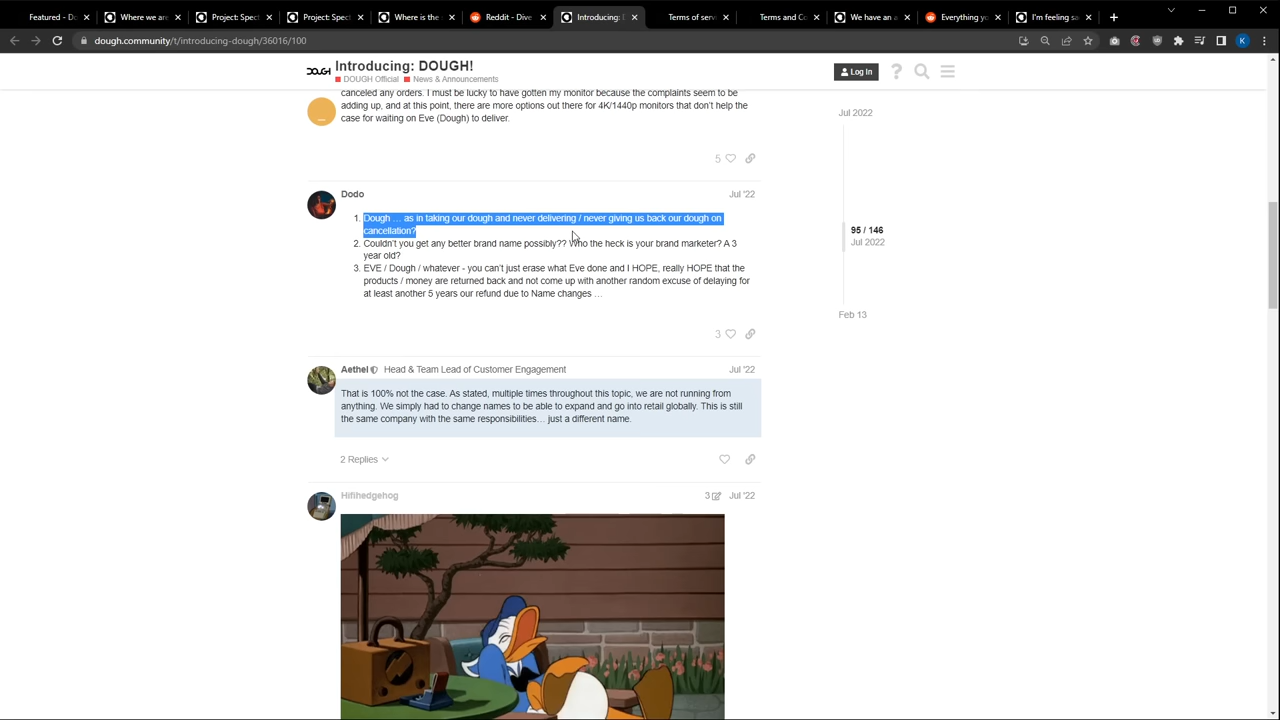 Featured - Do
Where are
Project: Spect
Project: Spect
Where is the
Reddit - Dive
Introducing: D
Terms of serv
Terms and Co
We have an a
Everything yo
I'm feeling sa
dough.community/t/introducing-dough/36016/100
K
DOUGH
Introducing: DOUGH!
DOUGH Official
News & Announcements
Log In
canceled any orders. I must be lucky to have gotten my monitor because the complaints seem to be
adding up, and at this point, there are more options out there for 4K/1440p monitors that don't help the
case for waiting on Eve (Dough) to deliver.
Jul 2022
5
Dodo
Jul '22
1. Dough … as in taking our dough and never delivering / never giving us back our dough on
cancellation?
2. Couldn't you get any better brand name possibly?? Who the heck is your brand marketer? A 3
year old?
3. EVE / Dough / whatever - you can't just erase what Eve done and I HOPE, really HOPE that the
products / money are returned back and not come up with another random excuse of delaying for
at least another 5 years our refund due to Name changes …
95 / 146
Jul 2022
Feb 13
3
Aethel Head & Team Lead of Customer Engagement
Jul '22
That is 100% not the case. As stated, multiple times throughout this topic, we are not running from
anything. We simply had to change names to be able to expand and go into retail globally. This is still
the same company with the same responsibilities… just a different name.
2 Replies
Hifihedgehog
3
Jul '22